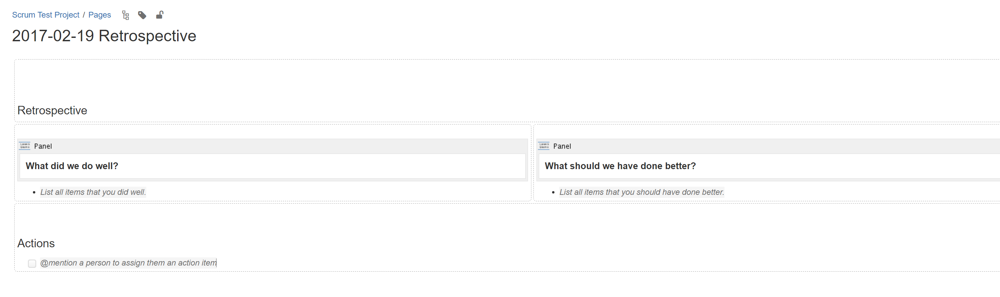 Scrum Test Project / Pages
2017-02-19 Retrospective
Retrospective
Panel
What did we do well?
• List all items that you did well.
Panel
What should we have done better?
• List all items that you should have done better.
Actions
@mention a person to assign them an action item